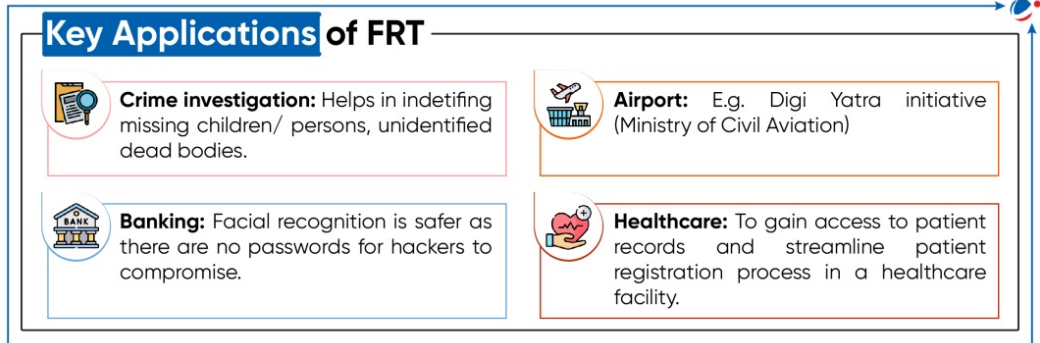 Key Applications of FRT
Crime investigation: Helps in indetifing
missing children/ persons, unidentified
dead bodies.
Airport: E.g. Digi Yatra initiative
(Ministry of Civil Aviation)
BANK
Banking: Facial recognition is safer as
there are no passwords for hackers to
compromise.
Healthcare: To gain access to patient
records and streamline patient
registration process in a healthcare
facility.